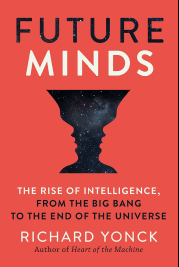 FUTURE
MINDS
THE RISE OF INTELLIGENCE,
FROM THE BIG BANG
TO THE END OF THE UNIVERSE
RICHARD YONCK
Author of Heart of the Machine